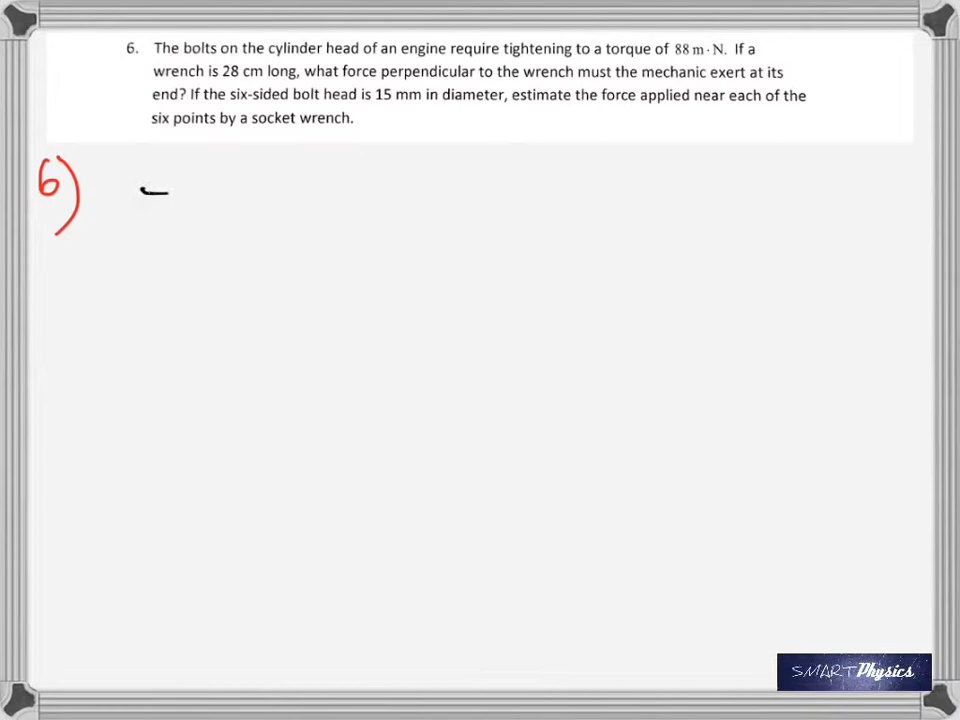 6. The bolts on the cylinder head of an engine require tightening to a torque of 88 m · N. If a
wrench is 28 cm long, what force perpendicular to the wrench must the mechanic exert at its
end? If the six-sided bolt head is 15 mm in diameter, estimate the force applied near each of the
six points by a socket wrench.
6)
SMARTPhysics